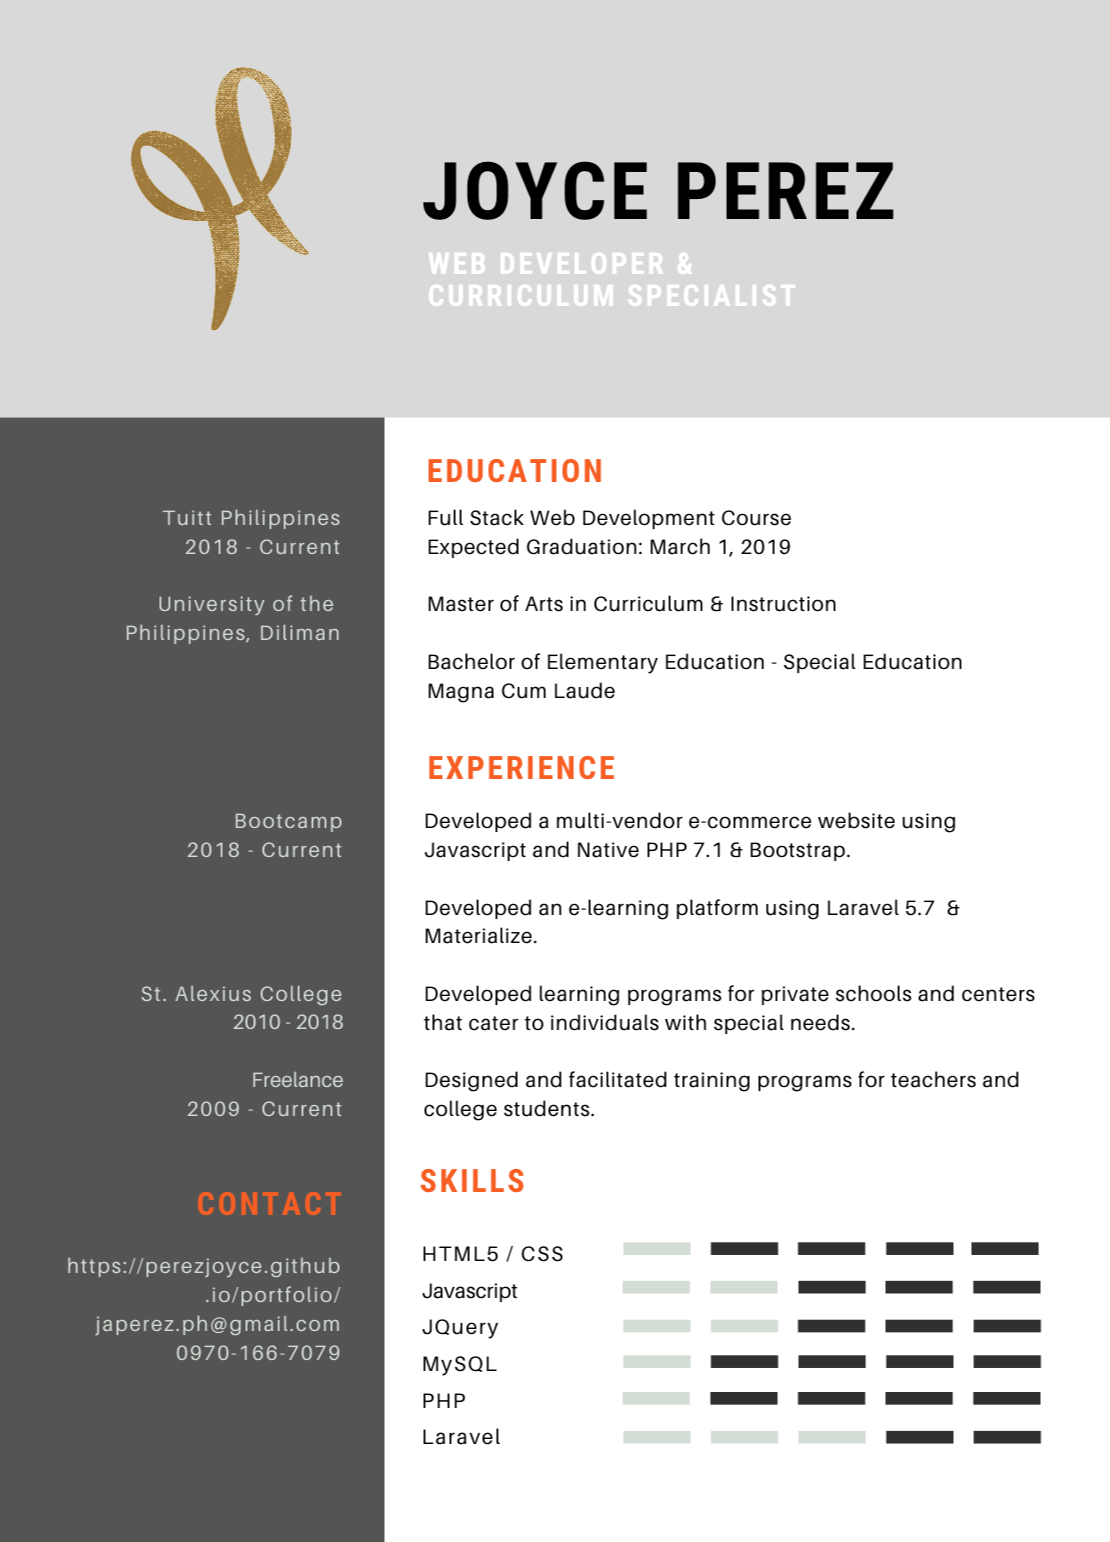 JOYCE PEREZ
WEB DEVELOPER &
CURRICULUM SPECIALIST
EDUCATION
Tuitt Philippines
2018 - Current
Full Stack Web Development Course
Expected Graduation: March 1, 2019
University of the
Philippines, Diliman
Master of Arts in Curriculum & Instruction
Bachelor of Elementary Education - Special Education
Magna Cum Laude
EXPERIENCE
Bootcamp
2018 - Current
Developed a multi-vendor e-commerce website using
Javascript and Native PHP 7.1 & Bootstrap.
Developed an e-learning platform using Laravel 5.7 &
Materialize.
St. Alexius College
2010 - 2018
Developed learning programs for private schools and centers
that cater to individuals with special needs.
Freelance
2009 - Current
Designed and facilitated training programs for teachers and
college students.
CONTACT
https://perezjoyce.github
.io/portfolio/
japerez.ph@gmail.com
0970-166-7079
SKILLS
HTML5 / CSS
Javascript
JQuery
MySQL
PHP
Laravel